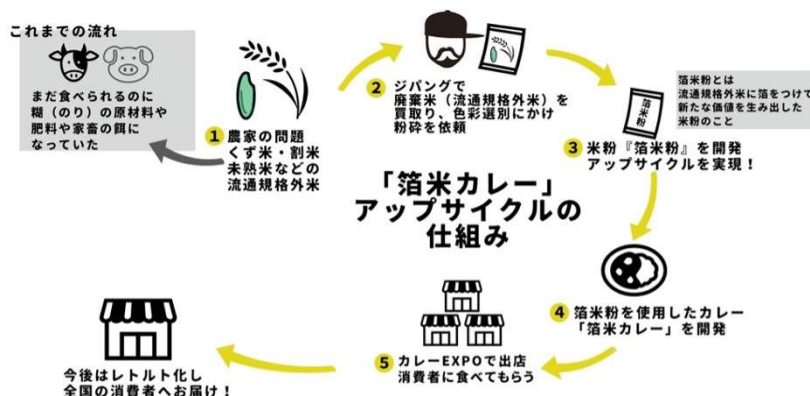 これまでの流れ
まだ食べられるのに
糊（のり）の原材料や
肥料や家畜の餌に
なっていた
1 農家の問題
くず米・割米
未熟米などの
流通規格外米
2 ジパングで
廃棄米（流通規格外米）を
買取り、色彩選別にかけ
粉砕を依頼
箔米粉
3 米粉『箔米粉』を開発
アップサイクルを実現！
箔米粉とは
流通規格外米に箔をつけて
新たな価値を生み出した
米粉のこと
「箔米カレー」
アップサイクルの
仕組み
4 箔米粉を使用したカレー
「箔米カレー」を開発
5 カレーEXPOで出店
消費者に食べてもらう
今後はレトルト化し
全国の消費者へお届け！